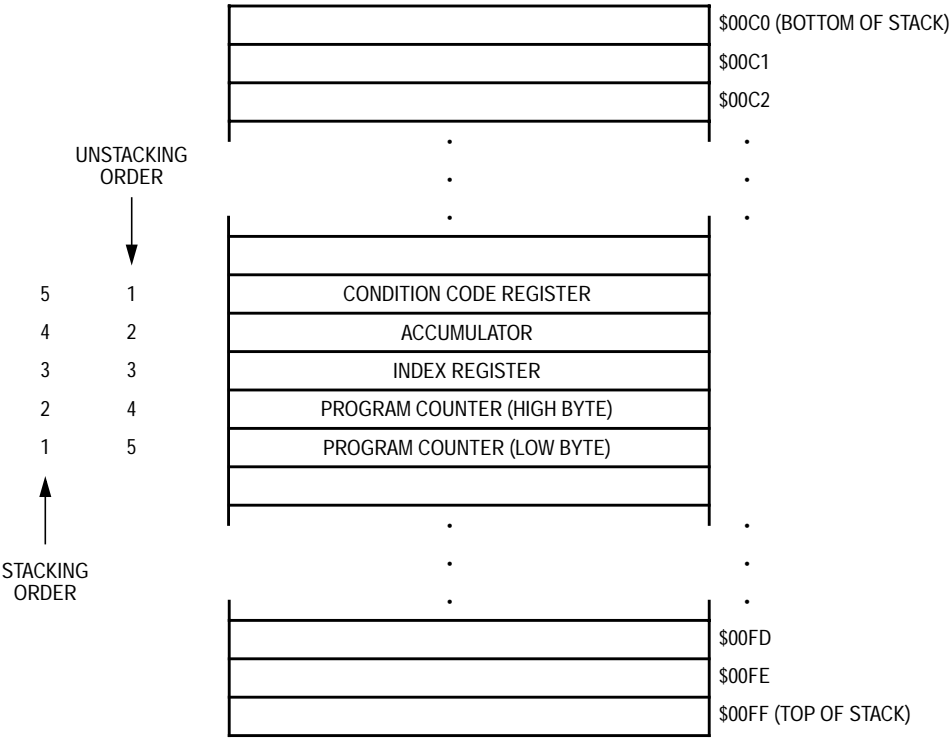 $00C0 (BOTTOM OF STACK)
$00C1
$00C2
UNSTACKING
ORDER
5 1 CONDITION CODE REGISTER
4 2 ACCUMULATOR
3 3 INDEX REGISTER
2 4 PROGRAM COUNTER (HIGH BYTE)
1 5 PROGRAM COUNTER (LOW BYTE)
STACKING
ORDER
$00FD
$00FE
$00FF (TOP OF STACK)